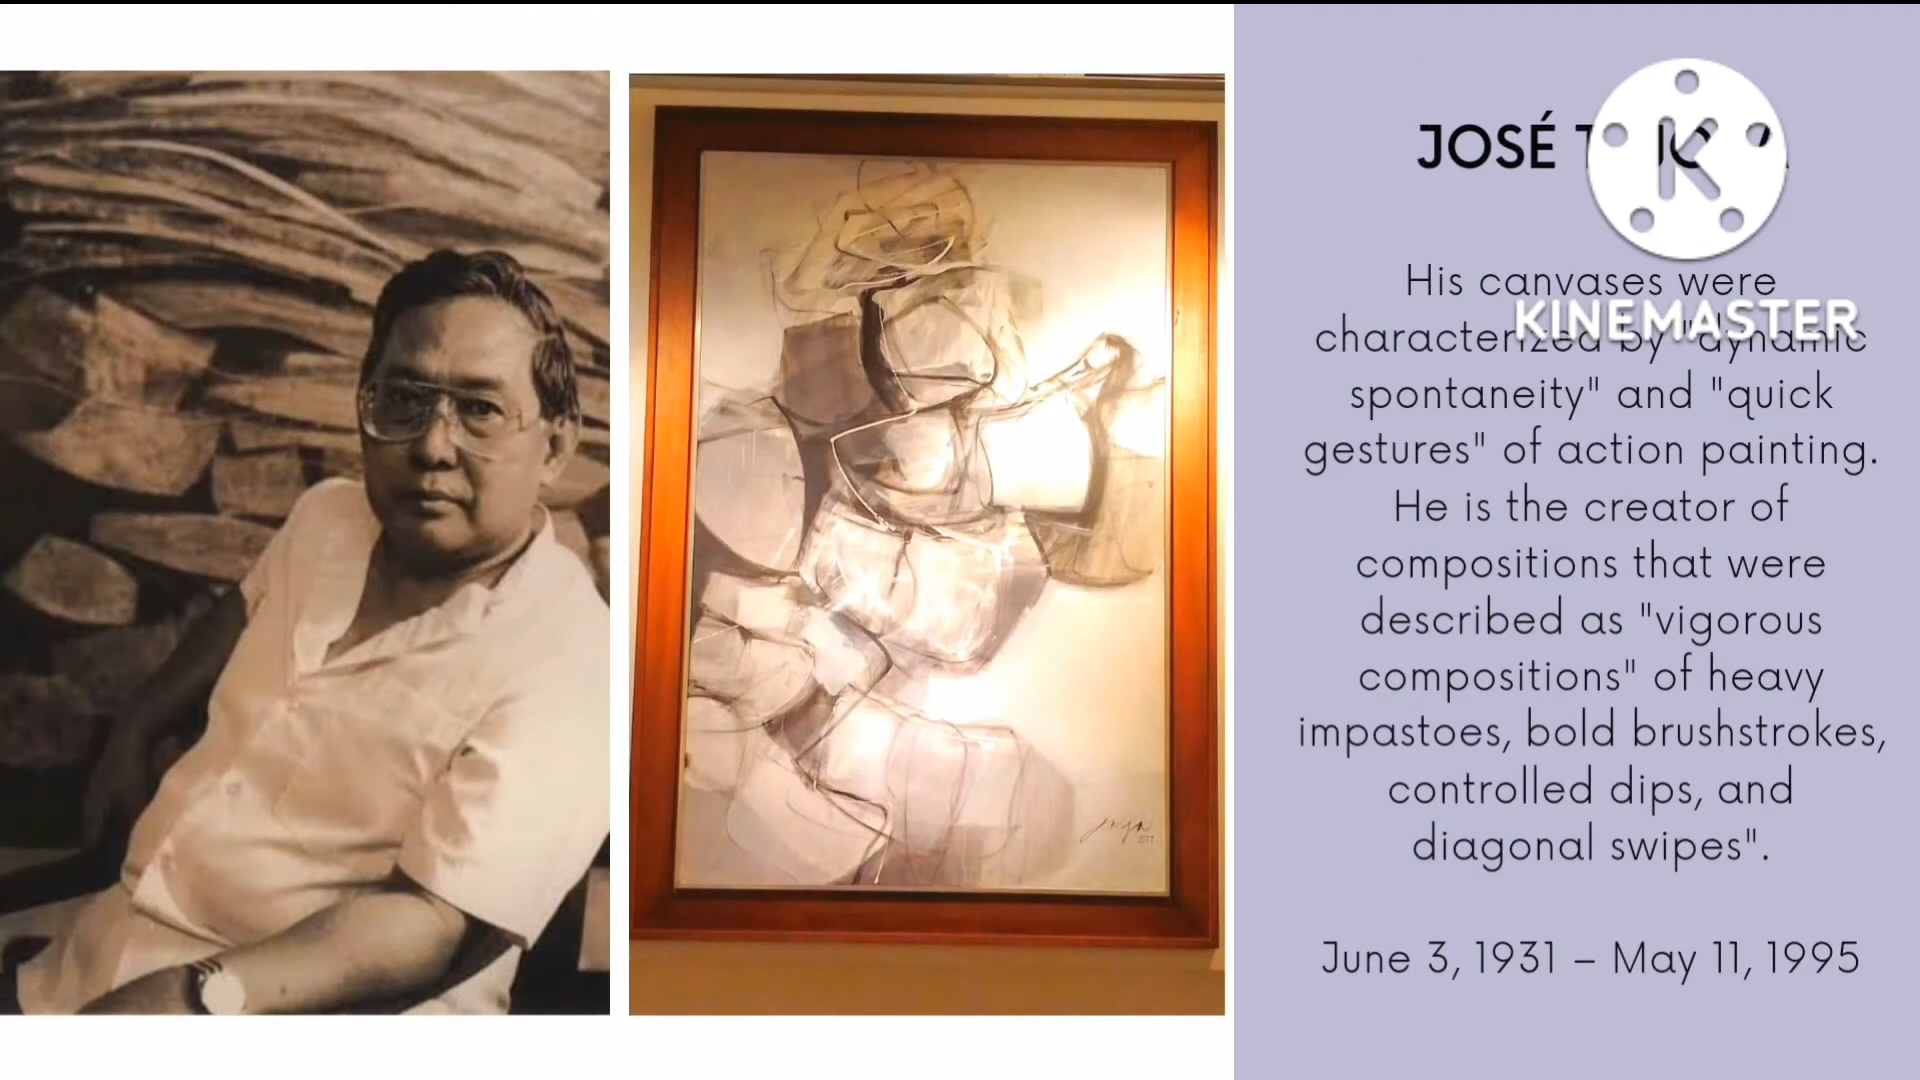 JOSÉ
His canvases were
characterized by "dynamic
spontaneity" and "quick
gestures" of action painting.
He is the creator of
compositions that were
described as "vigorous
compositions" of heavy
impastoes, bold brushstrokes,
controlled dips, and
diagonal swipes".
June 3, 1931 – May 11, 1995
KINEMASTER